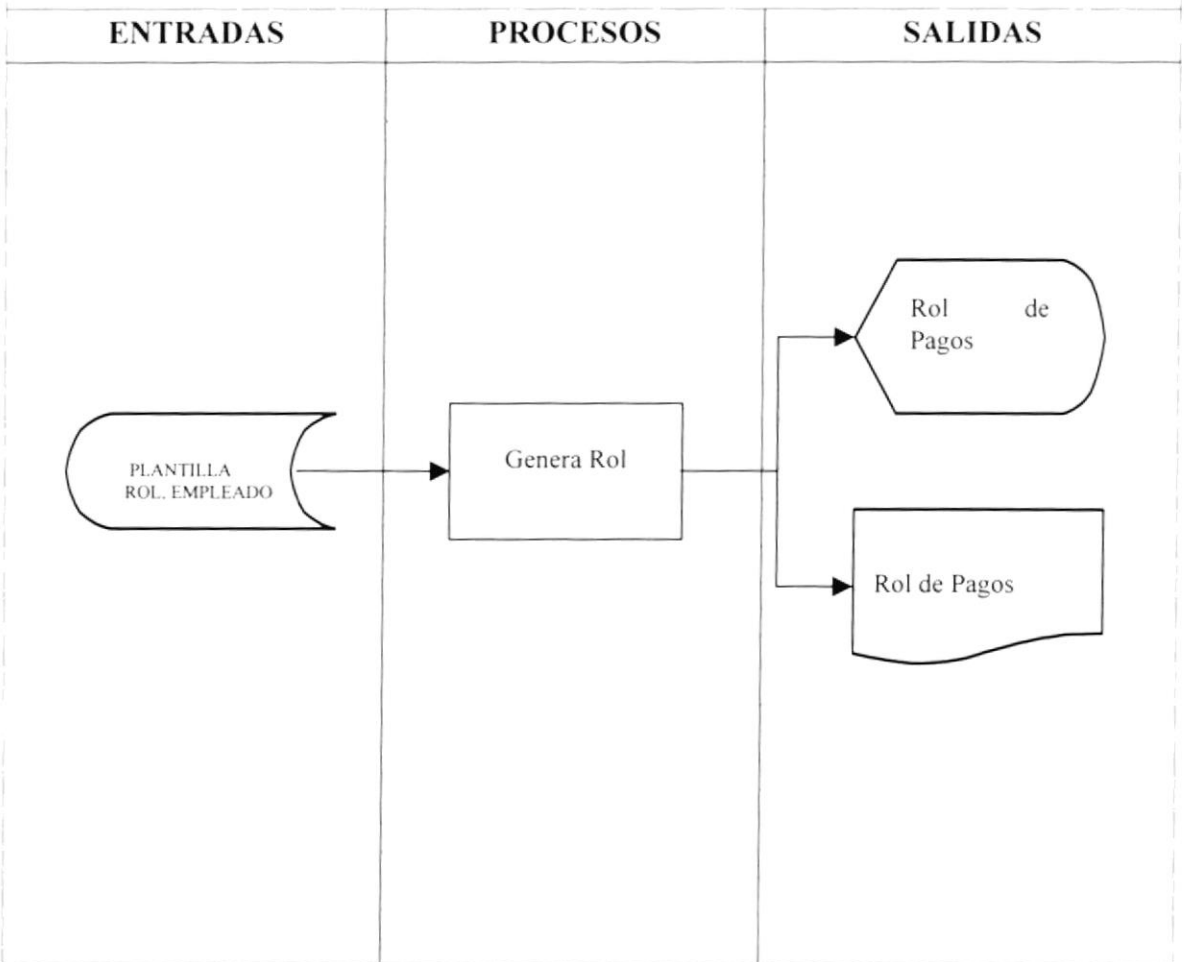 ENTRADAS
PROCESOS
SALIDAS
PLANTILLA
ROL. EMPLEADO
Genera Rol
Rol de
Pagos
Rol de Pagos